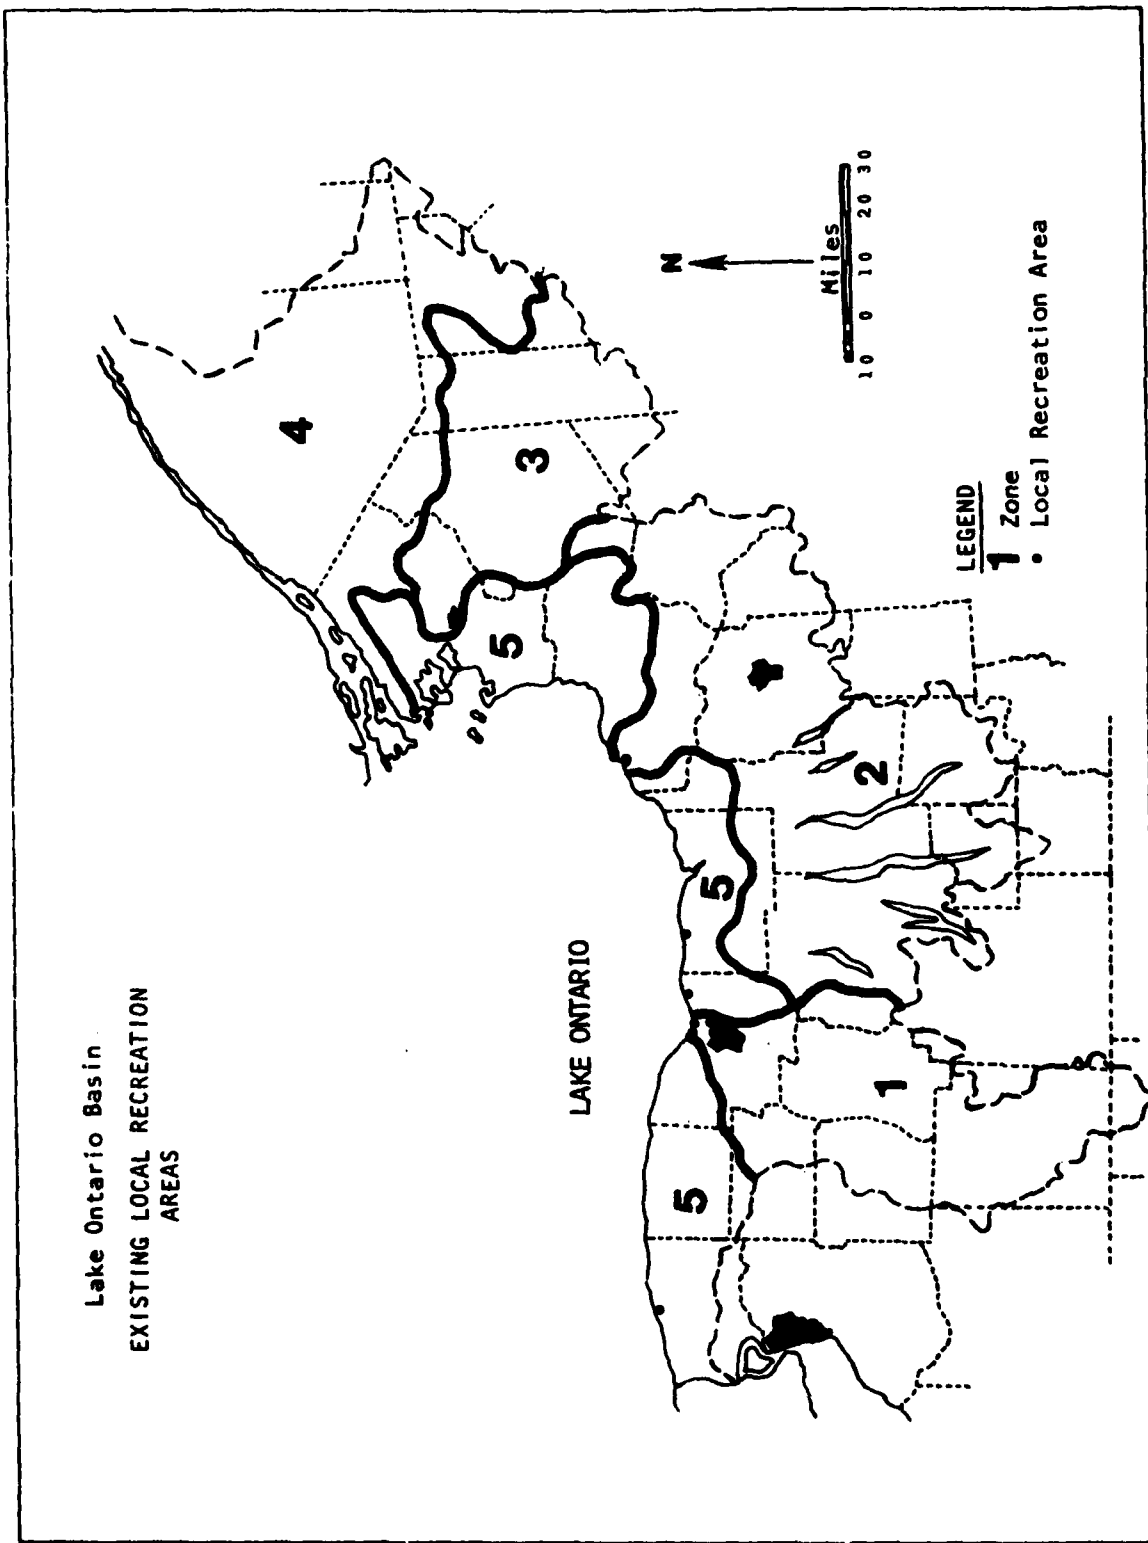 Lake Ontario Basin
EXISTING LOCAL RECREATION
AREAS
4
3
5
LAKE ONTARIO
5
2
5
1
N
Miles
10 0 10 20 30
LEGEND
1 Zone
• Local Recreation Area